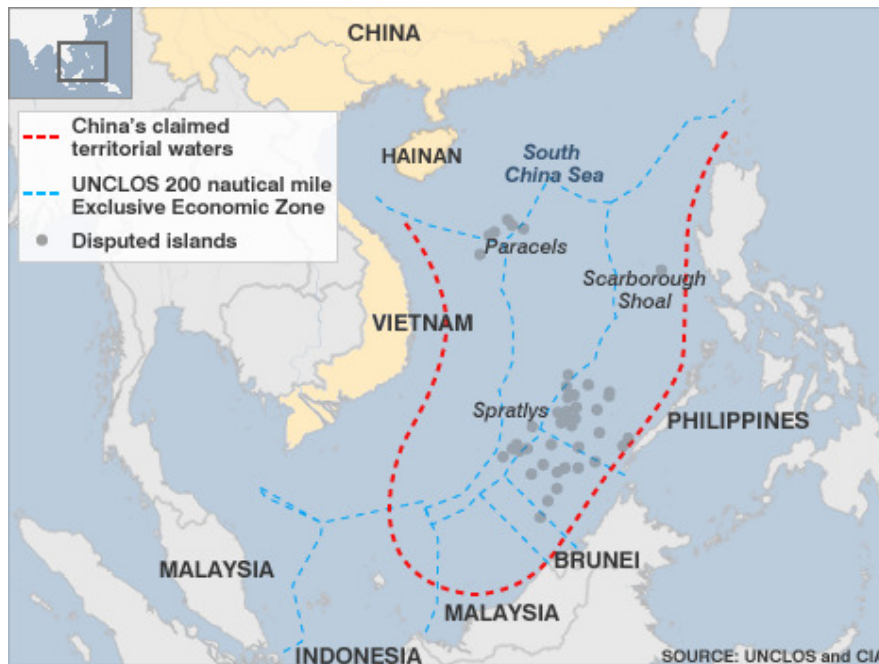 CHINA
China's claimed
territorial waters
UNCLOS 200 nautical mile
Exclusive Economic Zone
Disputed islands
HAINAN
South
China Sea
Paracels
Scarborough
Shoal
VIETNAM
Spratlys
PHILIPPINES
MALAYSIA
BRUNEI
MALAYSIA
INDONESIA
SOURCE: UNCLOS and CIA